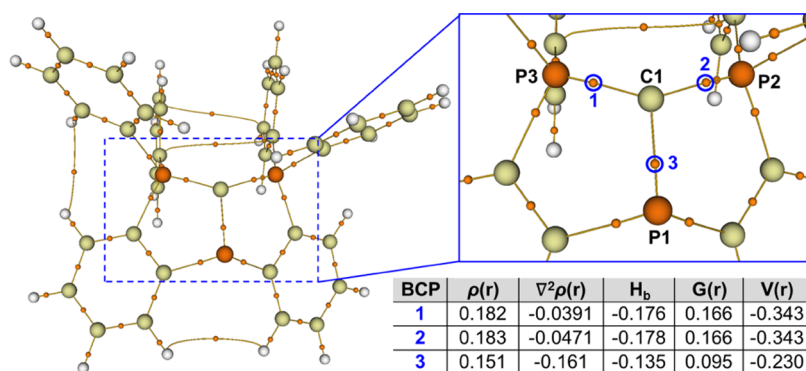 P3 C1 2 P2
1
3
P1
BCP ρ(r) ∇²ρ(r) H_b G(r) V(r)
1 0.182 -0.0391 -0.176 0.166 -0.343
2 0.183 -0.0471 -0.178 0.166 -0.343
3 0.151 -0.161 -0.135 0.095 -0.230